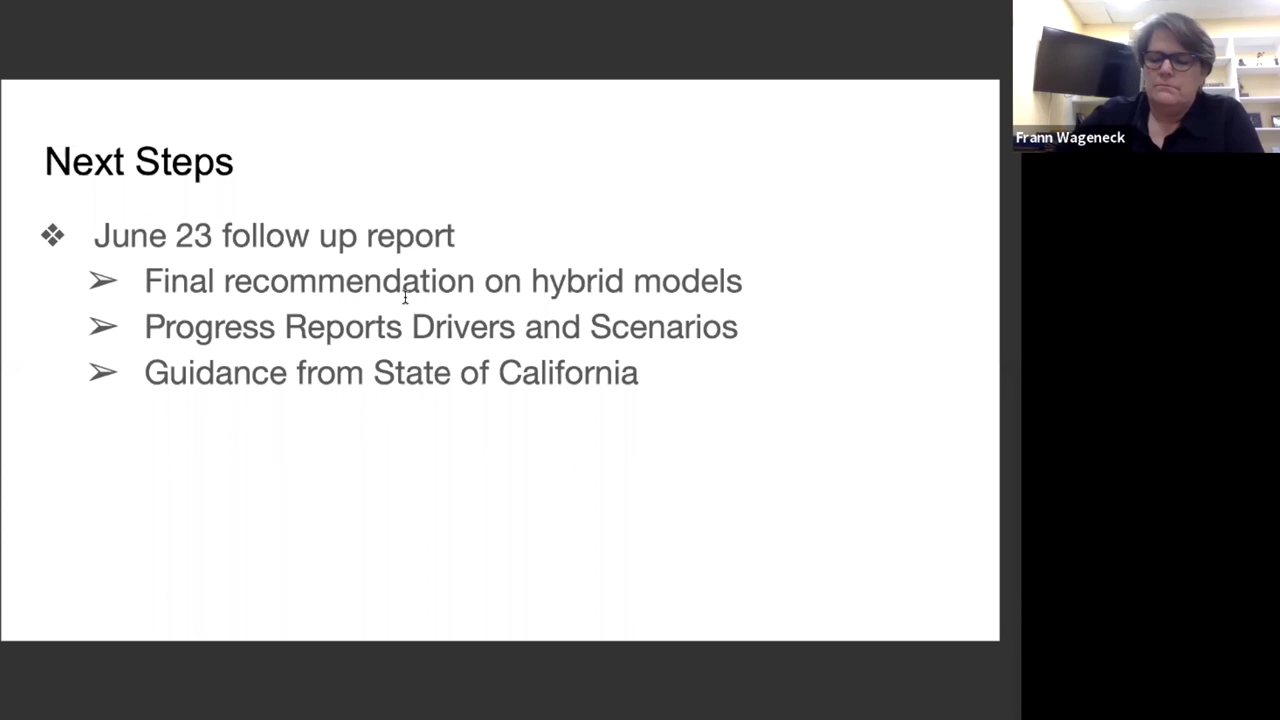 Next Steps
❖ June 23 follow up report
➢ Final recommendation on hybrid models
➢ Progress Reports Drivers and Scenarios
➢ Guidance from State of California
Frann Wageneck